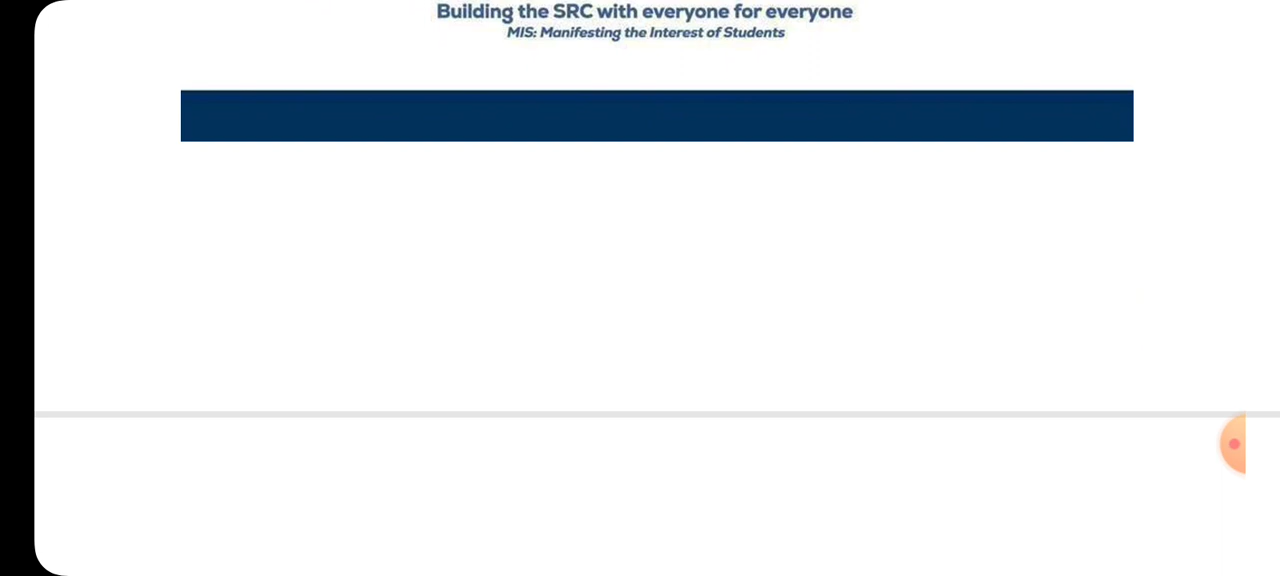 Building the SRC with everyone for everyone
MIS: Manifesting the Interest of Students